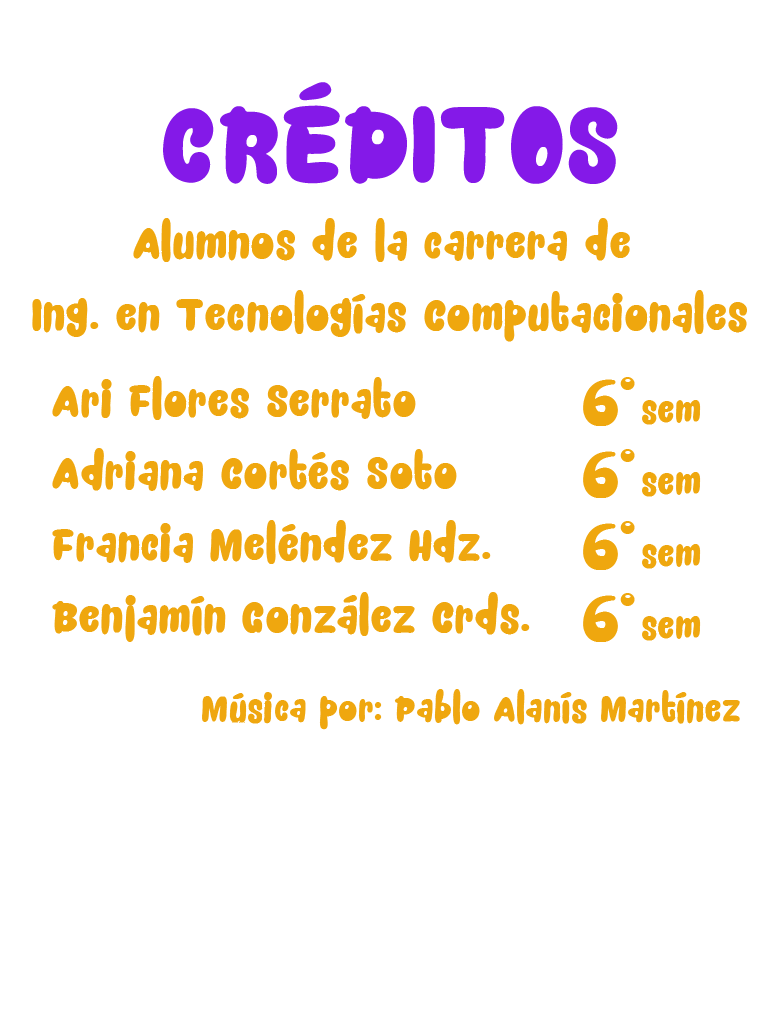 CRÉDITOS
Alumnos de la carrera de
Ing. en Tecnologías Computacionales
Ari Flores Serrato 6° sem
Adriana Cortés Soto 6° sem
Francia Meléndez Hdz. 6° sem
Benjamín González Crds. 6° sem
Música por: Pablo Alanís Martínez